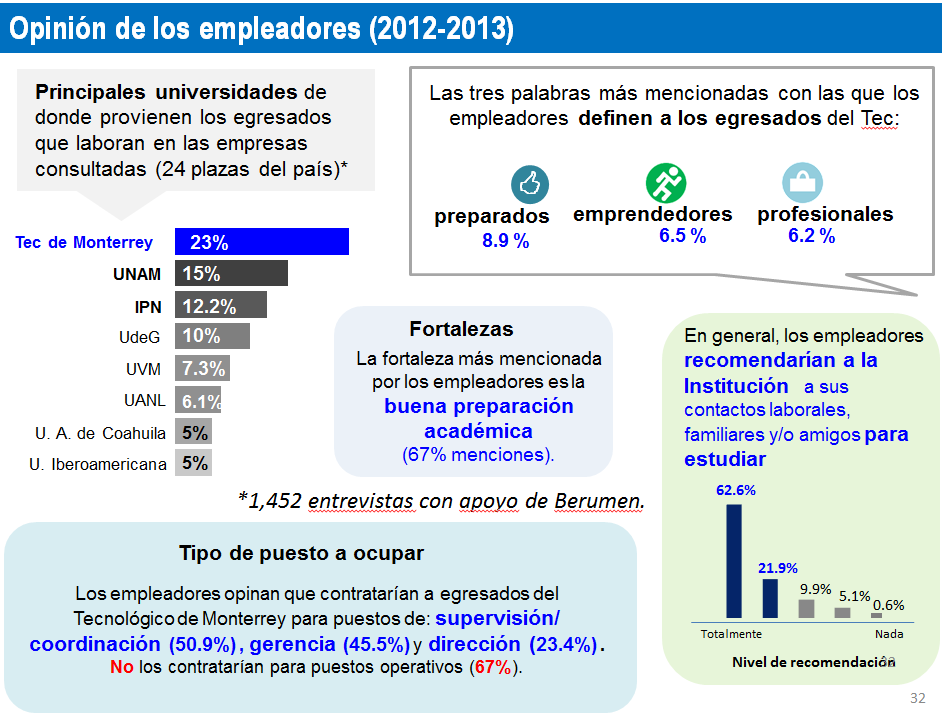 Opinión de los empleadores (2012-2013)
Principales universidades de
donde provienen los egresados
que laboran en las empresas
consultadas (24 plazas del país)*
Las tres palabras más mencionadas con las que los
empleadores definen a los egresados del Tec:
preparados
8.9 %
emprendedores
6.5 %
profesionales
6.2 %
Tec de Monterrey 23%
UNAM 15%
IPN 12.2%
UdeG 10%
UVM 7.3%
UANL 6.1%
U. A. de Coahuila 5%
U. Iberoamericana 5%
Fortalezas
La fortaleza más mencionada
por los empleadores es la
buena preparación
académica
(67% menciones).
*1,452 entrevistas con apoyo de Berumen.
En general, los empleadores
recomendarían a la
Institución a sus
contactos laborales,
familiares y/o amigos para
estudiar
62.6%
21.9%
9.9%
5.1%
0.6%
Totalmente Nada
Nivel de recomendación
32
Tipo de puesto a ocupar
Los empleadores opinan que contratarían a egresados del
Tecnológico de Monterrey para puestos de: supervisión/
coordinación (50.9%), gerencia (45.5%) y dirección (23.4%).
No los contratarían para puestos operativos (67%).
32